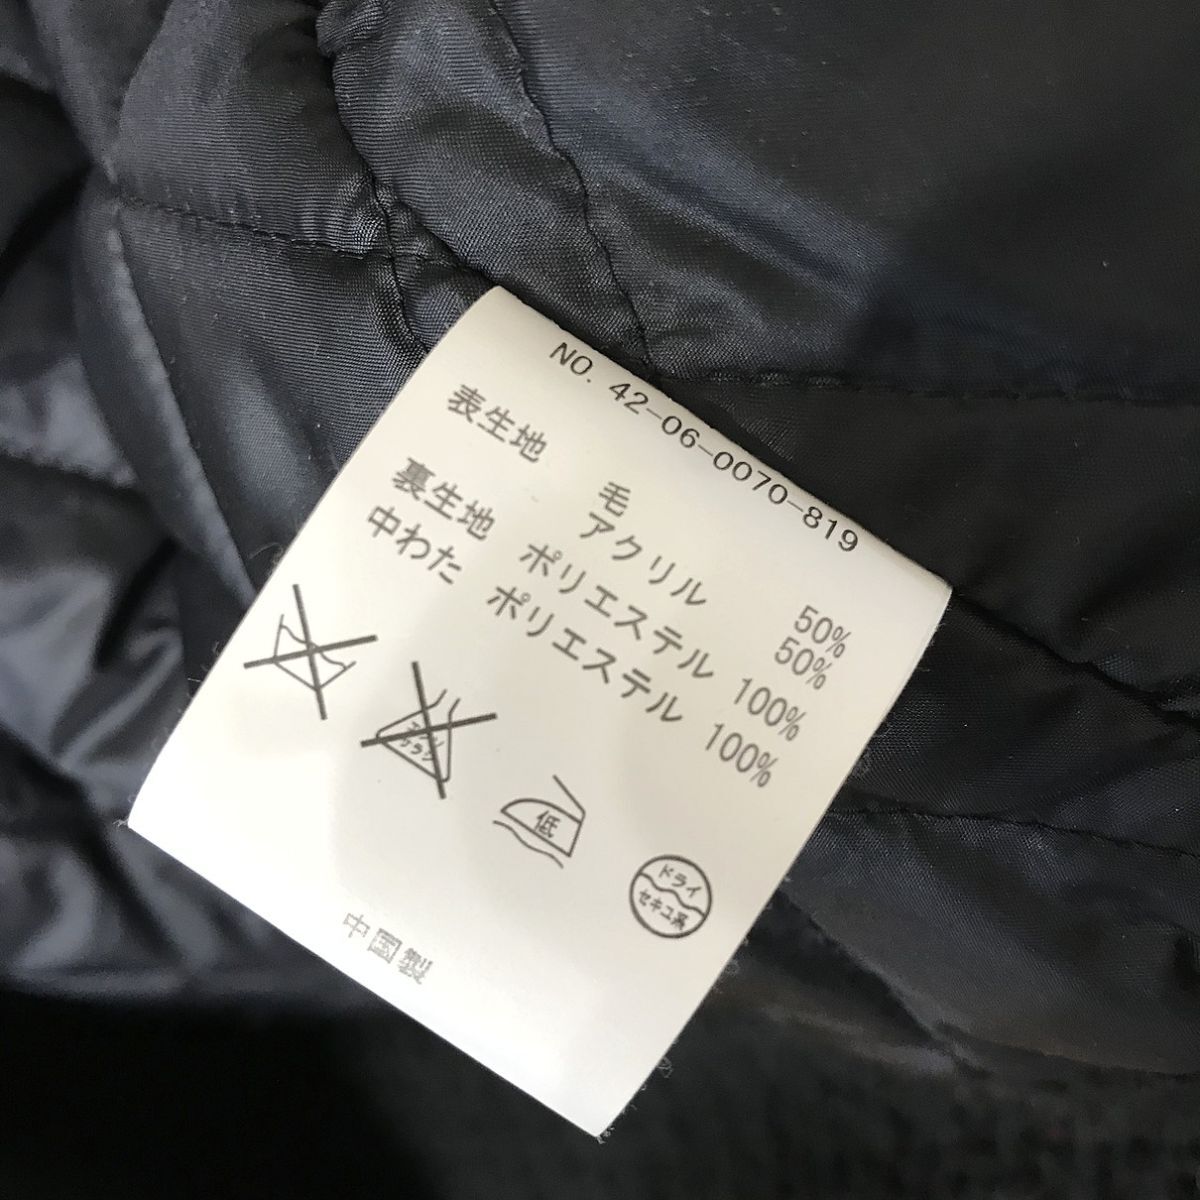 NO. 42-06-0070-819
表生地 毛 50%
アクリル 50%
裏生地 ポリエステル 100%
中わた ポリエステル 100%
低
ドライ
セキユ系
中国製